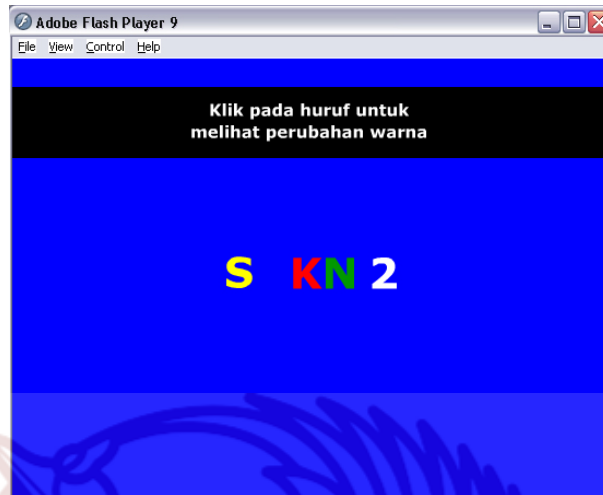 Adobe Flash Player 9
File View Control Help
Klik pada huruf untuk
melihat perubahan warna
S KN 2